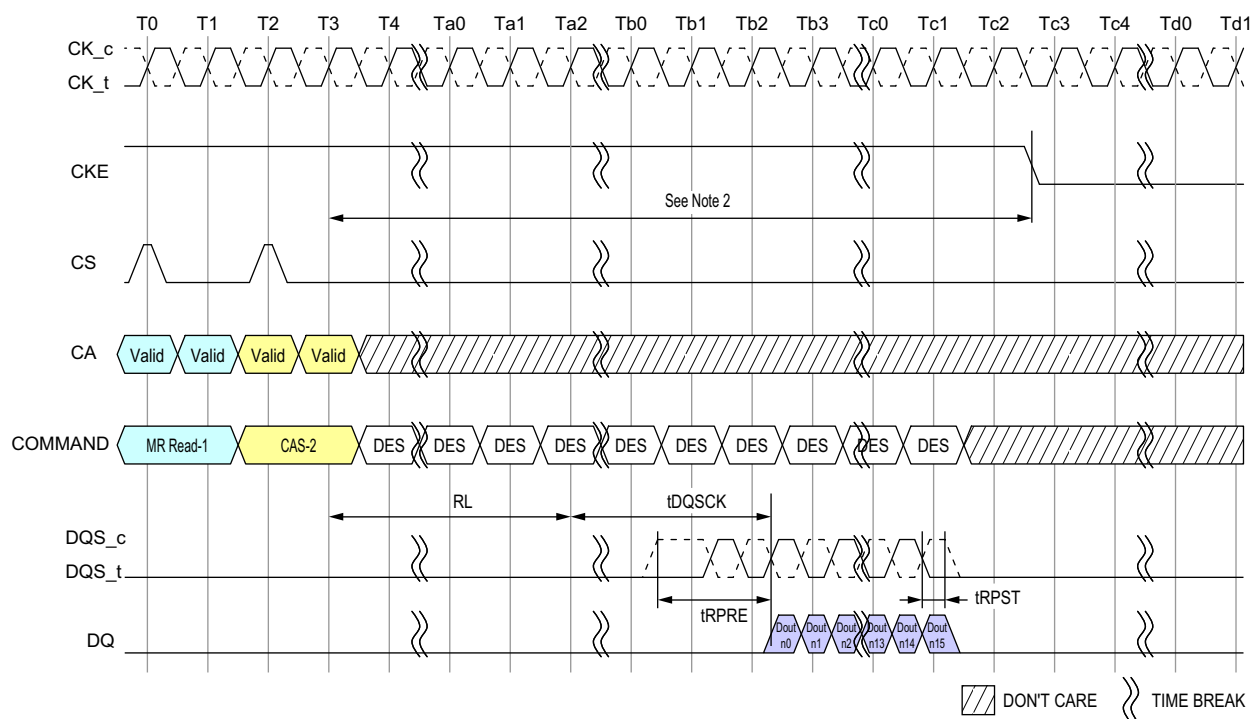 T0 T1 T2 T3 T4 Ta0 Ta1 Ta2 Tb0 Tb1 Tb2 Tb3 Tc0 Tc1 Tc2 Tc3 Tc4 Td0 Td1
CK_c
CK_t
CKE
See Note 2
CS
CA Valid Valid Valid Valid
COMMAND MR Read-1 CAS-2 DES DES DES DES DES DES DES DES DES DES
RL tDQSCK
DQS_c
DQS_t
tRPRE tRPST
DQ
Dout n0 Dout n1 Dout n2 Dout n13 Dout n14 Dout n15
DON'T CARE TIME BREAK